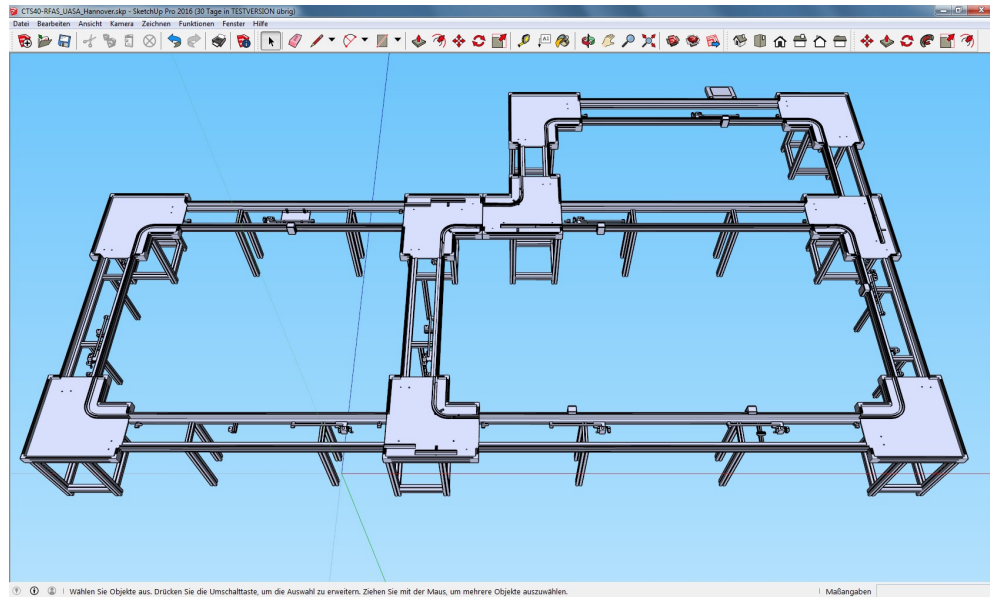 CTS40-RFAS_UASA_Hannover.skp - SketchUp Pro 2016 (30 Tage in TESTVERSION übrig)
Datei Bearbeiten Ansicht Kamera Zeichnen Funktionen Fenster Hilfe
Wählen Sie Objekte aus. Drücken Sie die Umschalttaste, um die Auswahl zu erweitern. Ziehen Sie mit der Maus, um mehrere Objekte auszuwählen. Maßangaben